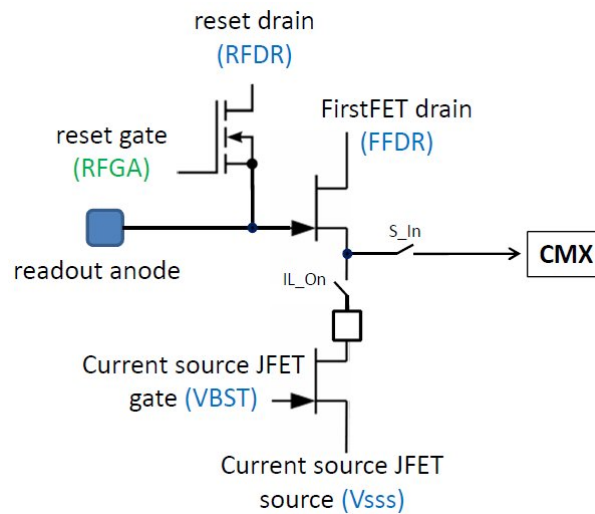 reset drain
(RFDR)
FirstFET drain
(FFDR)
reset gate
(RFGA)
S_In
CMX
readout anode
IL_On
Current source JFET
gate (VBST)
Current source JFET
source (Vsss)